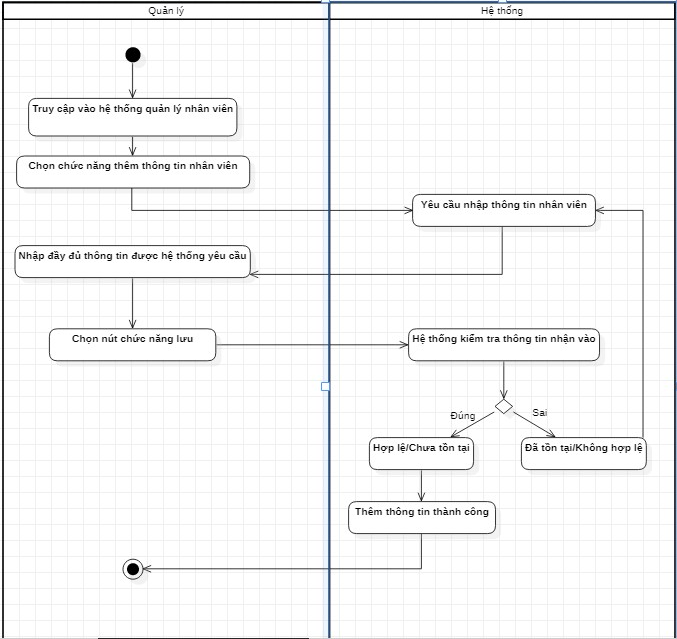 Quản lý
Hệ thống
Truy cập vào hệ thống quản lý nhân viên
Chọn chức năng thêm thông tin nhân viên
Yêu cầu nhập thông tin nhân viên
Nhập đầy đủ thông tin được hệ thống yêu cầu
Chọn nút chức năng lưu
Hệ thống kiểm tra thông tin nhận vào
Đúng
Sai
Hợp lệ/Chưa tồn tại
Đã tồn tại/Không hợp lệ
Thêm thông tin thành công